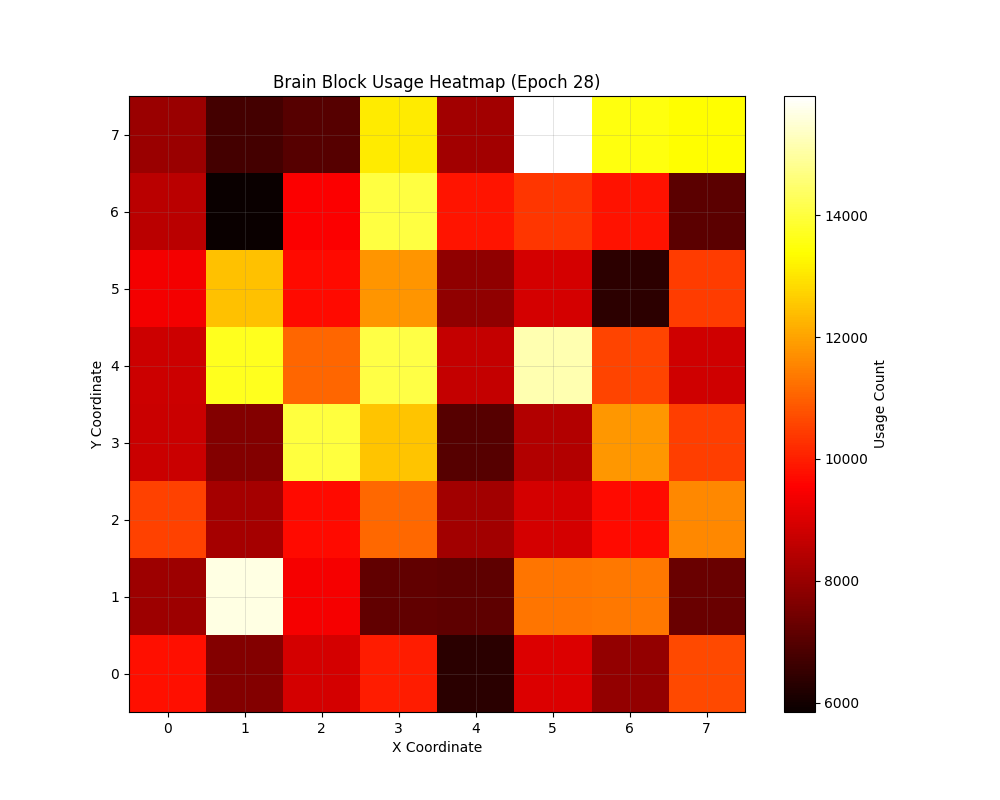 Brain Block Usage Heatmap (Epoch 28)
7
6
5
4
3
2
1
0
Y Coordinate
0 1 2 3 4 5 6 7
X Coordinate
14000
12000
10000
8000
6000
Usage Count